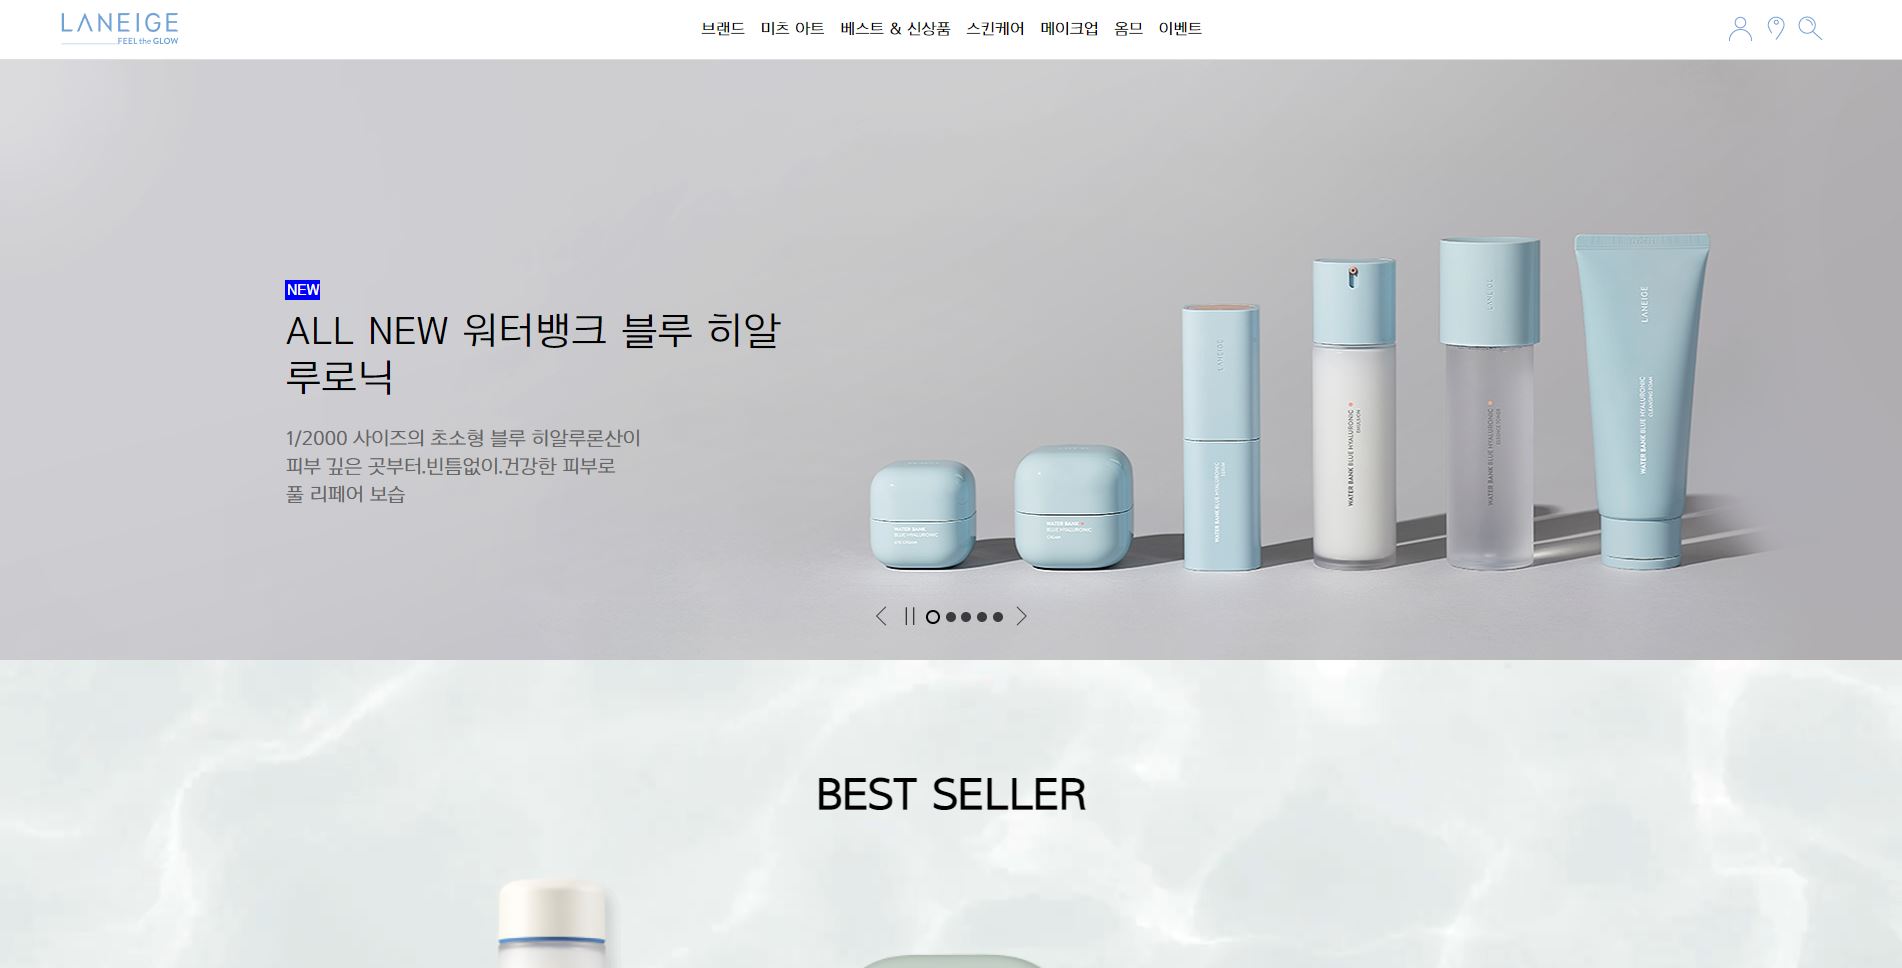 LANEIGE
FEEL the GLOW
브랜드 미츠 아트 베스트 & 신상품 스킨케어 메이크업 옴므 이벤트
NEW
ALL NEW 워터뱅크 블루 히알
루로닉
1/2000 사이즈의 초소형 블루 히알루론산이
피부 깊은 곳부터.빈틈없이.건강한 피부로
풀 리페어 보습
WATER BANK
BLUE HYALURONIC
EYE CREAM
WATER BANK
BLUE HYALURONIC
CREAM
LANEIGE
WATER BANK BLUE HYALURONIC
SERUM
WATER BANK BLUE HYALURONIC
EMULSION
LANEIGE
WATER BANK BLUE HYALURONIC
ESSENCE TONER
LANEIGE
WATER BANK BLUE HYALURONIC
CLEANSING FOAM
BEST SELLER